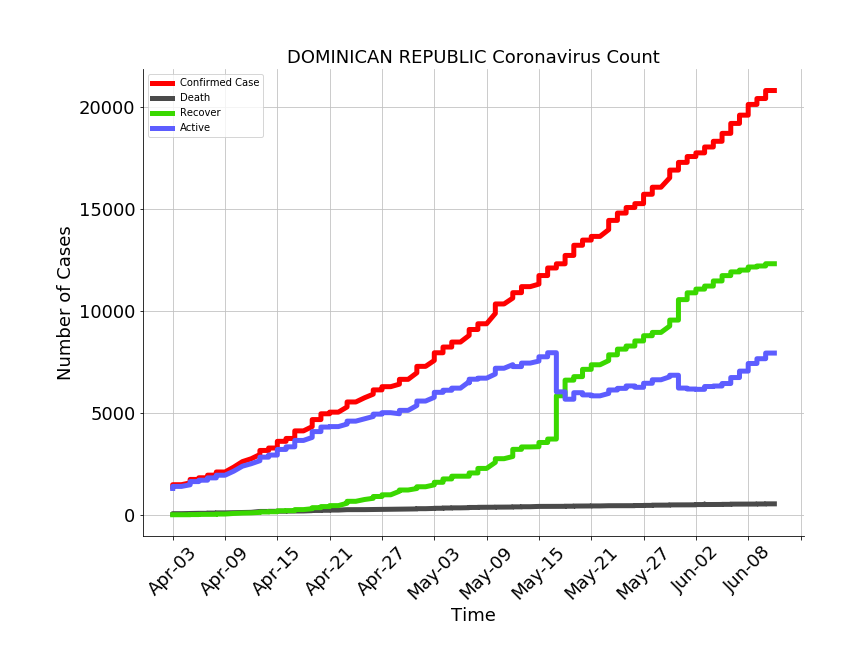 DOMINICAN REPUBLIC Coronavirus Count
Confirmed Case
Death
Recover
Active
20000
15000
10000
5000
0
Number of Cases
Apr-03
Apr-09
Apr-15
Apr-21
Apr-27
May-03
May-09
May-15
May-21
May-27
Jun-02
Jun-08
Time